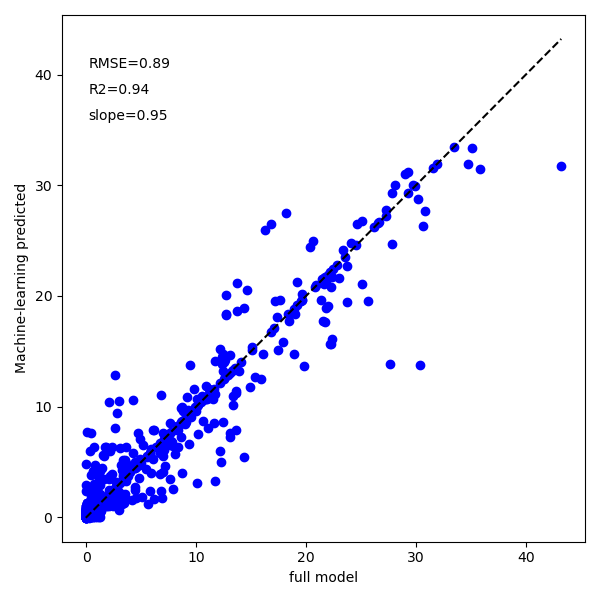 RMSE=0.89
R2=0.94
slope=0.95
40
30
20
10
0
Machine-learning predicted
0 10 20 30 40
full model